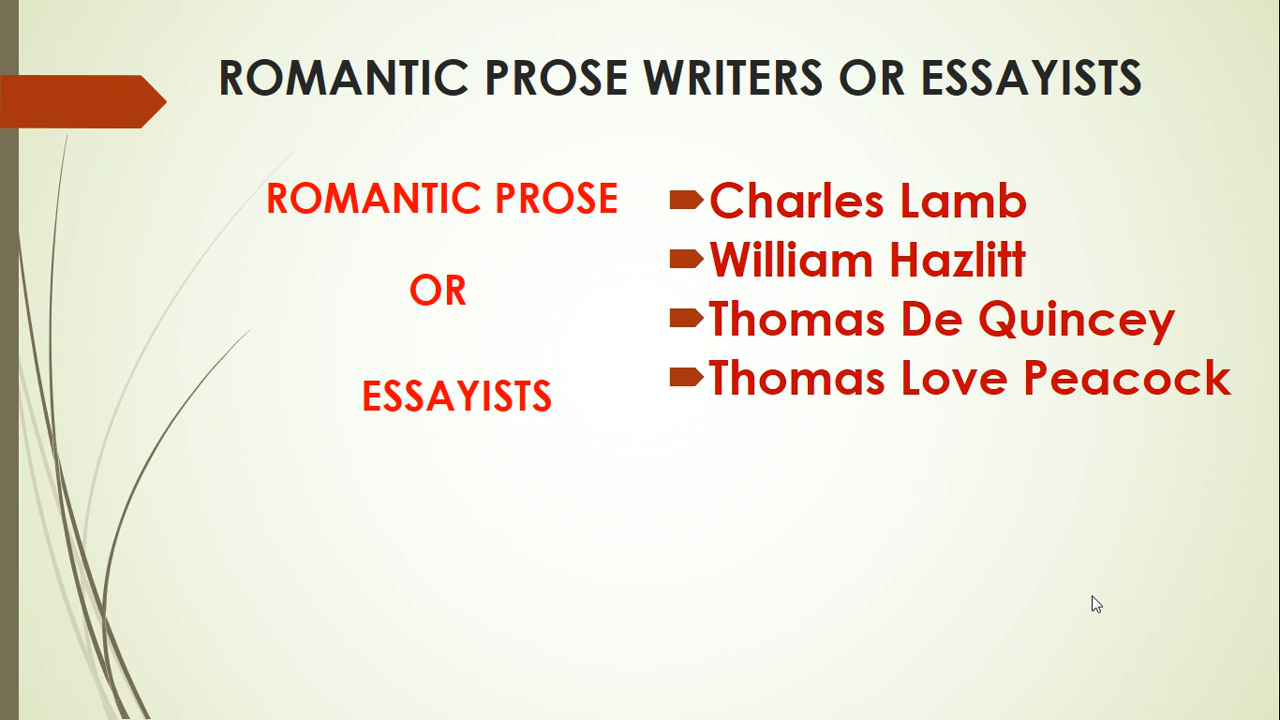 ROMANTIC PROSE WRITERS OR ESSAYISTS
ROMANTIC PROSE
OR
ESSAYISTS
Charles Lamb
William Hazlitt
Thomas De Quincey
Thomas Love Peacock